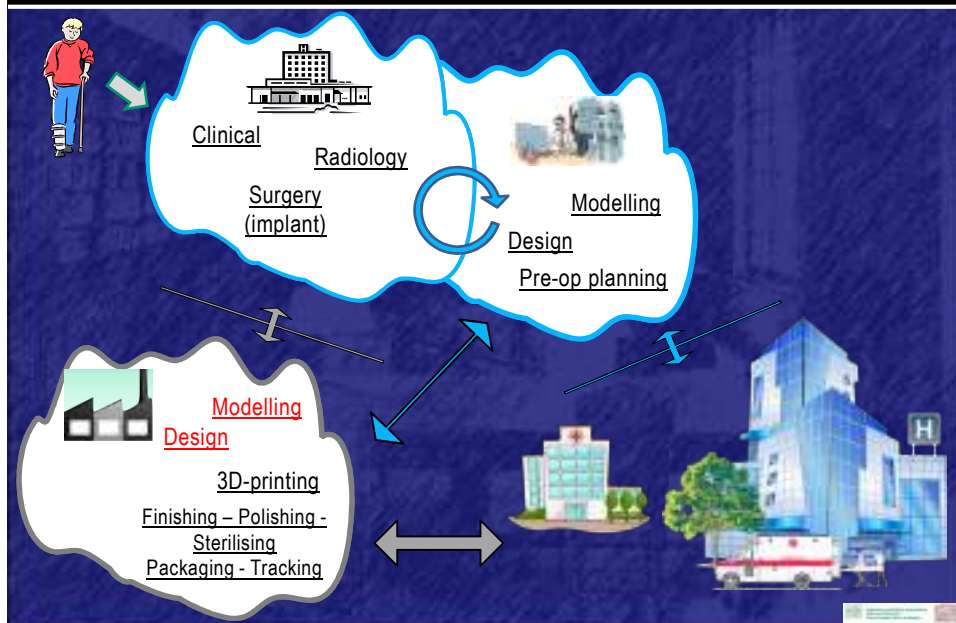 H
Clinical
Radiology
Surgery
(implant)
Modelling
Design
Pre-op planning
Modelling
Design
3D-printing
Finishing – Polishing -
Sterilising
Packaging - Tracking
H